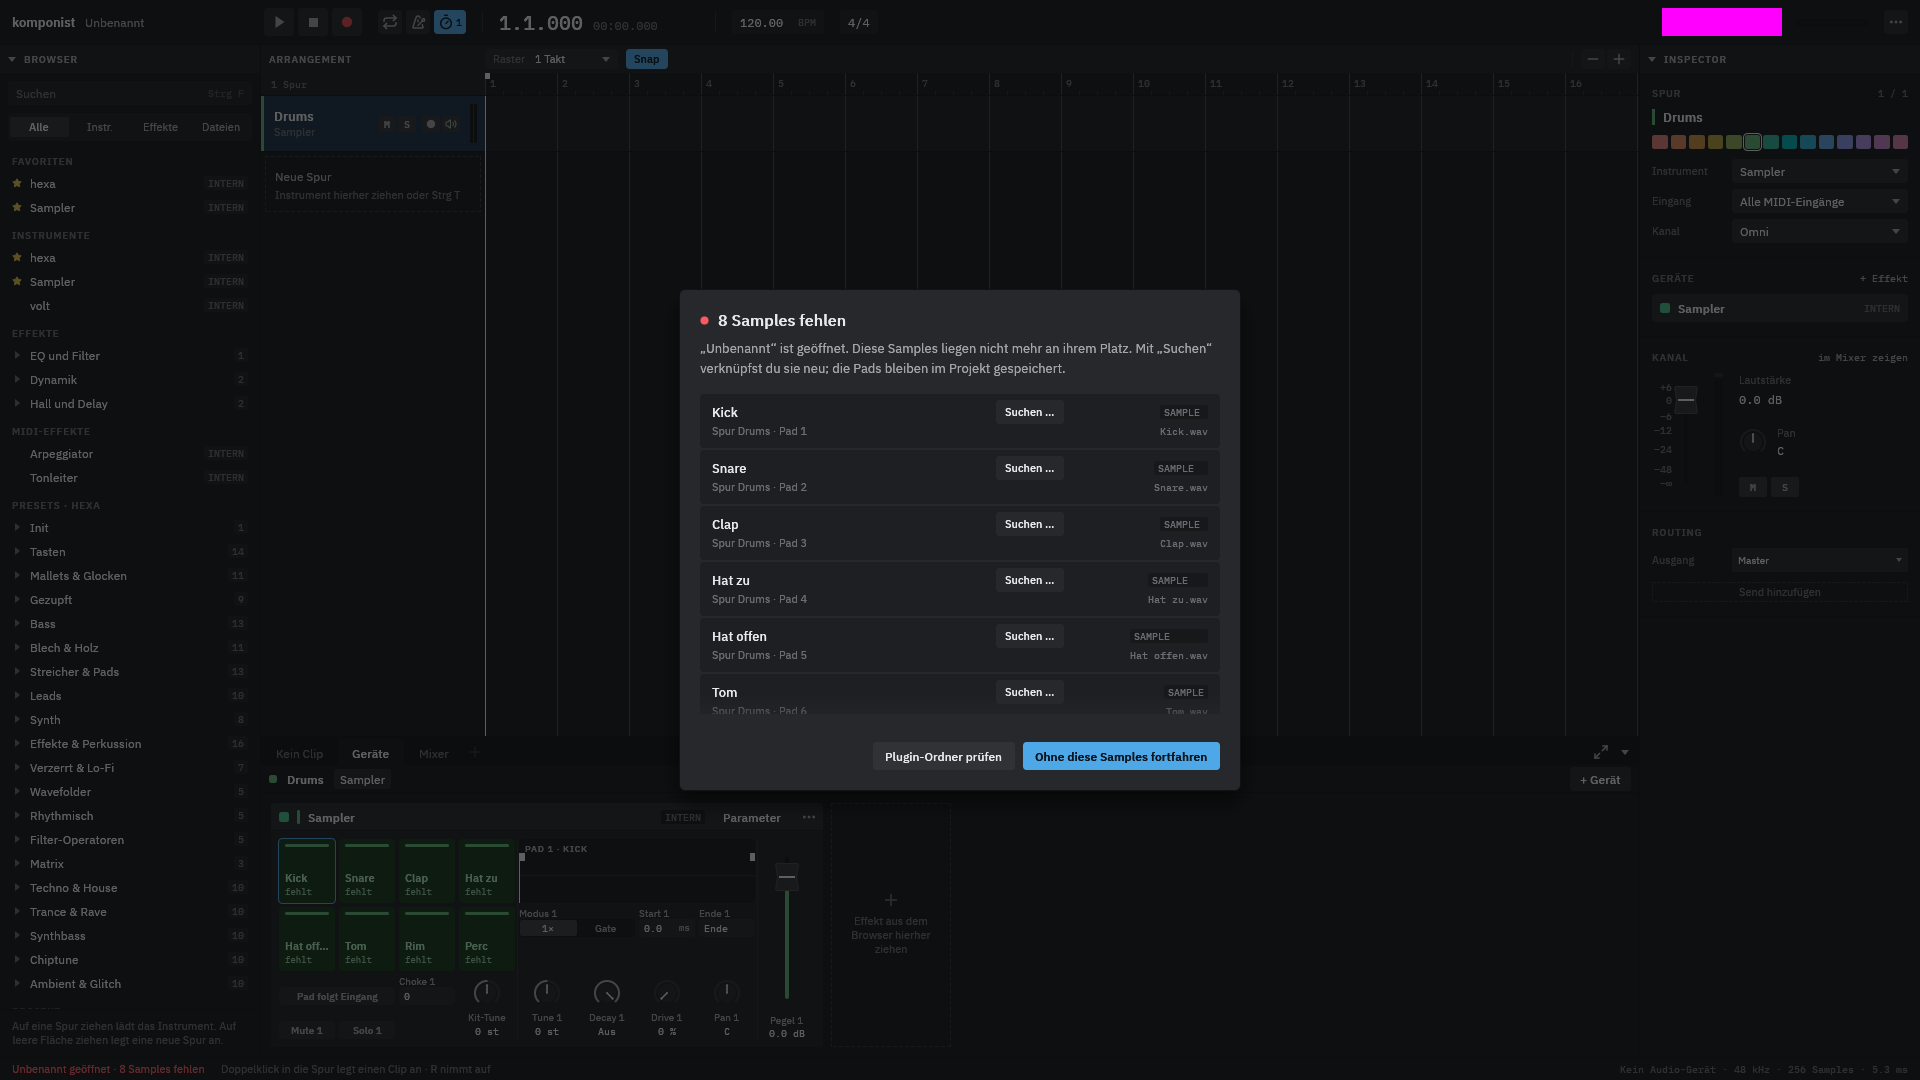 komponist Unbenannt
1
1.1.000 00:00.000
120.00 BPM 4/4
BROWSER
Suchen Strg F
Alle Instr. Effekte Dateien
FAVORITEN
hexa INTERN
Sampler INTERN
INSTRUMENTE
hexa INTERN
Sampler INTERN
volt INTERN
EFFEKTE
EQ und Filter 1
Dynamik 2
Hall und Delay 2
MIDI-EFFEKTE
Arpeggiator INTERN
Tonleiter INTERN
PRESETS · HEXA
Init 1
Tasten 14
Mallets & Glocken 11
Gezupft 9
Bass 13
Blech & Holz 11
Streicher & Pads 13
Leads 10
Synth 8
Effekte & Perkussion 16
Verzerrt & Lo-Fi 7
Wavefolder 5
Rhythmisch 5
Filter-Operatoren 5
Matrix 3
Techno & House 10
Trance & Rave 10
Synthbass 10
Chiptune 10
Ambient & Glitch 10
Auf eine Spur ziehen lädt das Instrument. Auf
leere Fläche ziehen legt eine neue Spur an.
ARRANGEMENT
Raster 1 Takt Snap
1 Spur
1 2 3 4 5 6 7 8 9 10 11 12 13 14 15 16
Drums
Sampler
M S
Neue Spur
Instrument hierher ziehen oder Strg T
8 Samples fehlen
„Unbenannt“ ist geöffnet. Diese Samples liegen nicht mehr an ihrem Platz. Mit „Suchen“
verknüpfst du sie neu; die Pads bleiben im Projekt gespeichert.
Kick Suchen ... SAMPLE
Spur Drums · Pad 1 Kick.wav
Snare Suchen ... SAMPLE
Spur Drums · Pad 2 Snare.wav
Clap Suchen ... SAMPLE
Spur Drums · Pad 3 Clap.wav
Hat zu Suchen ... SAMPLE
Spur Drums · Pad 4 Hat zu.wav
Hat offen Suchen ... SAMPLE
Spur Drums · Pad 5 Hat offen.wav
Tom Suchen ... SAMPLE
Spur Drums · Pad 6 Tom.wav
Plugin-Ordner prüfen Ohne diese Samples fortfahren
Kein Clip Geräte Mixer
Drums Sampler + Gerät
Sampler INTERN Parameter
Kick fehlt
Snare fehlt
Clap fehlt
Hat zu fehlt
Hat off... fehlt
Tom fehlt
Rim fehlt
Perc fehlt
Pad folgt Eingang
Choke 1
0
Mute 1 Solo 1
Kit-Tune
0 st
PAD 1 · KICK
Modus 1 Start 1 Ende 1
1× Gate 0.0 ms Ende
Tune 1 Decay 1 Drive 1 Pan 1
0 st Aus 0 % C
Pegel 1
0.0 dB
Effekt aus dem
Browser hierher
ziehen
INSPECTOR
SPUR 1 / 1
Drums
Instrument Sampler
Eingang Alle MIDI-Eingänge
Kanal Omni
GERÄTE + Effekt
Sampler INTERN
KANAL im Mixer zeigen
+6
0
−6
−12
−24
−48
−∞
Lautstärke
0.0 dB
Pan
C
M S
ROUTING
Ausgang Master
Send hinzufügen
Unbenannt geöffnet · 8 Samples fehlen Doppelklick in die Spur legt einen Clip an · R nimmt auf
Kein Audio-Gerät · 48 kHz · 256 Samples · 5.3 ms